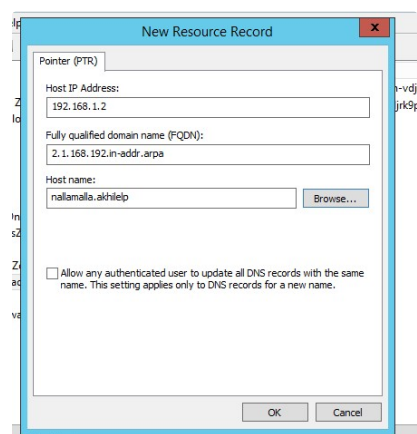 New Resource Record
x
Pointer (PTR)
Host IP Address:
192.168.1.2
Fully qualified domain name (FQDN):
2.1.168.192.in-addr.arpa
Host name:
nallamalla.akhilelp
Browse...
Allow any authenticated user to update all DNS records with the same
name. This setting applies only to DNS records for a new name.
OK
Cancel